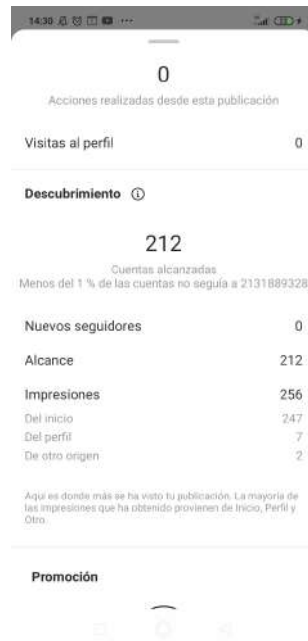 14:30
0
Acciones realizadas desde esta publicación
Visitas al perfil 0
Descubrimiento
212
Cuentas alcanzadas
Menos del 1 % de las cuentas no seguía a 2131889328
Nuevos seguidores 0
Alcance 212
Impresiones 256
Del inicio 247
Del perfil 7
De otro origen 2
Aquí es donde más se ha visto tu publicación. La mayoría de
las impresiones que ha obtenido provienen de Inicio, Perfil y
Otro.
Promoción